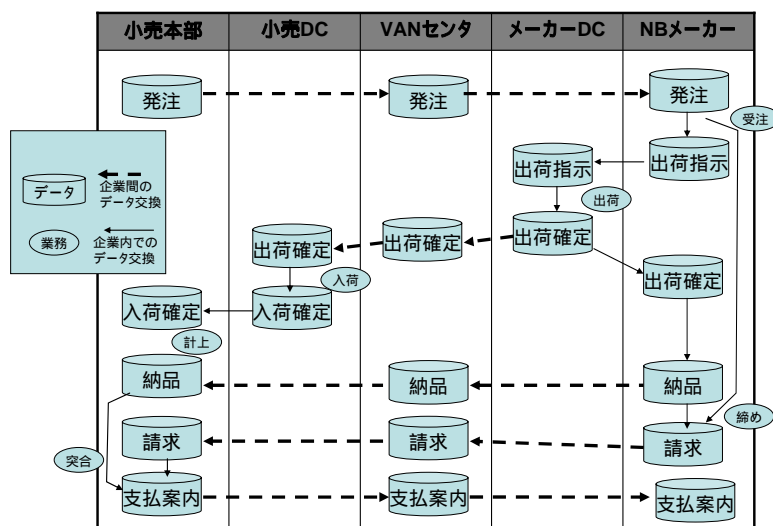 小売本部 小売DC VANセンタ メーカーDC NBメーカー
発注 発注 発注
受注
データ
企業間の
データ交換
業務
企業内での
データ交換
出荷指示 出荷指示
出荷
出荷確定 出荷確定 出荷確定
出荷確定
入荷
入荷確定 入荷確定
計上
納品 納品 納品
締め
請求 請求 請求
突合
支払案内 支払案内 支払案内